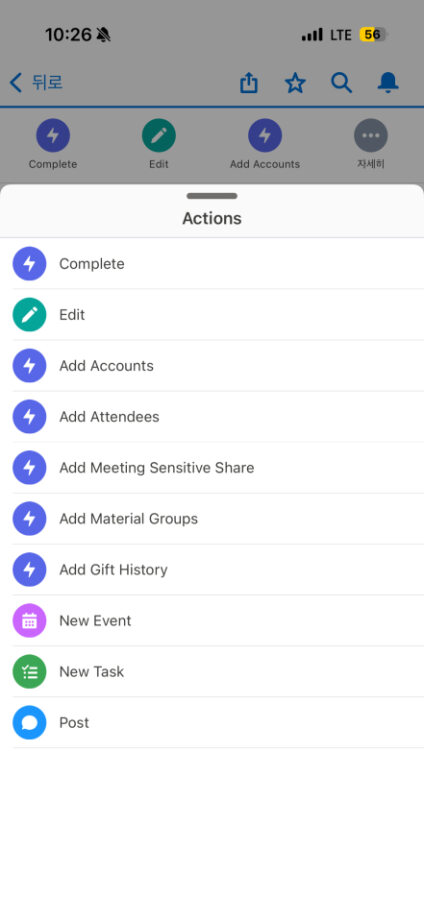 10:26
LTE 56
뒤로
Complete
Edit
Add Accounts
자세히
Actions
Complete
Edit
Add Accounts
Add Attendees
Add Meeting Sensitive Share
Add Material Groups
Add Gift History
New Event
New Task
Post